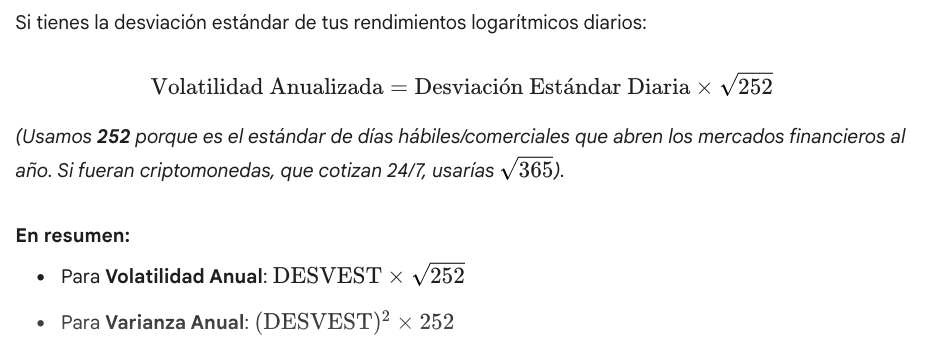 Si tienes la desviación estándar de tus rendimientos logarítmicos diarios:
Volatilidad Anualizada = Desviación Estándar Diaria × √252
(Usamos 252 porque es el estándar de días hábiles/comerciales que abren los mercados financieros al
año. Si fueran criptomonedas, que cotizan 24/7, usarías √365).
En resumen:
• Para Volatilidad Anual: DESVEST × √252
• Para Varianza Anual: (DESVEST)² × 252